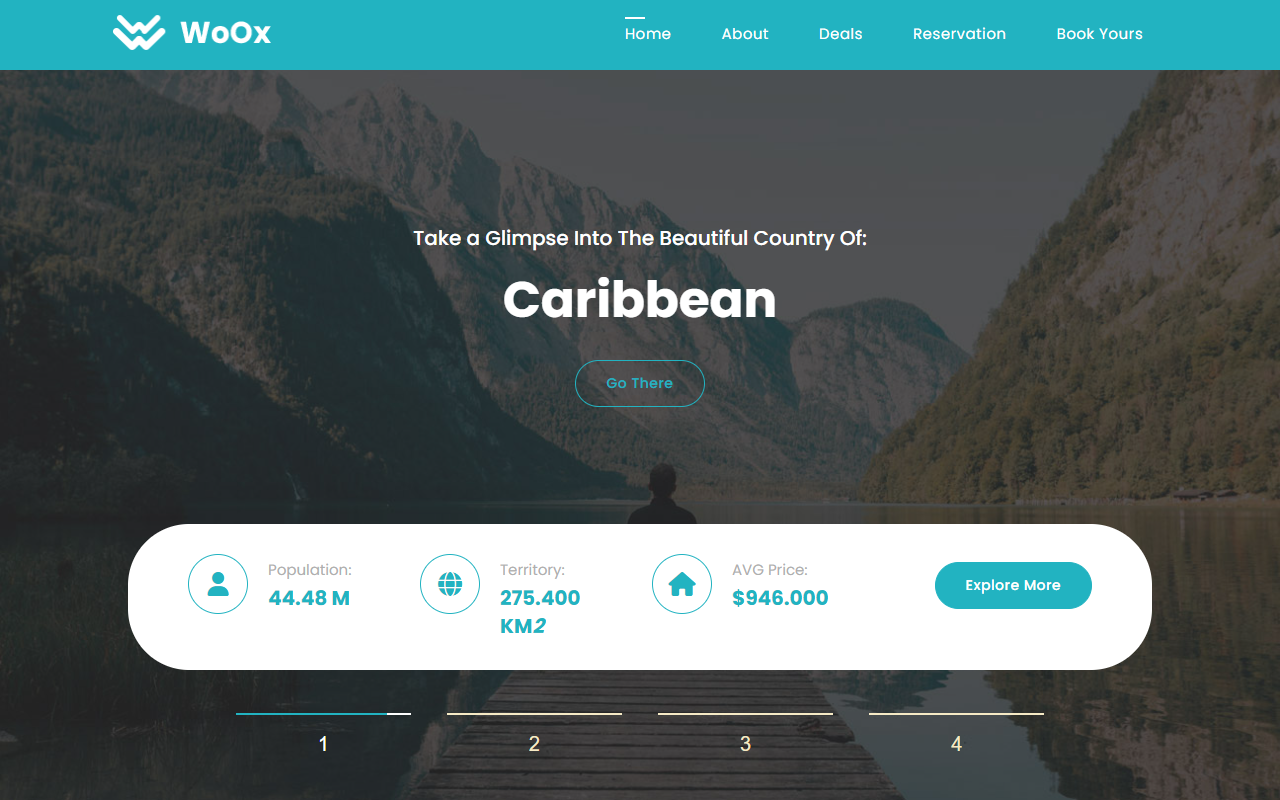 WoOx
Home
About
Deals
Reservation
Book Yours
Take a Glimpse Into The Beautiful Country Of:
Caribbean
Go There
Population:
44.48 M
Territory:
275.400
KM2
AVG Price:
$946.000
Explore More
1
2
3
4